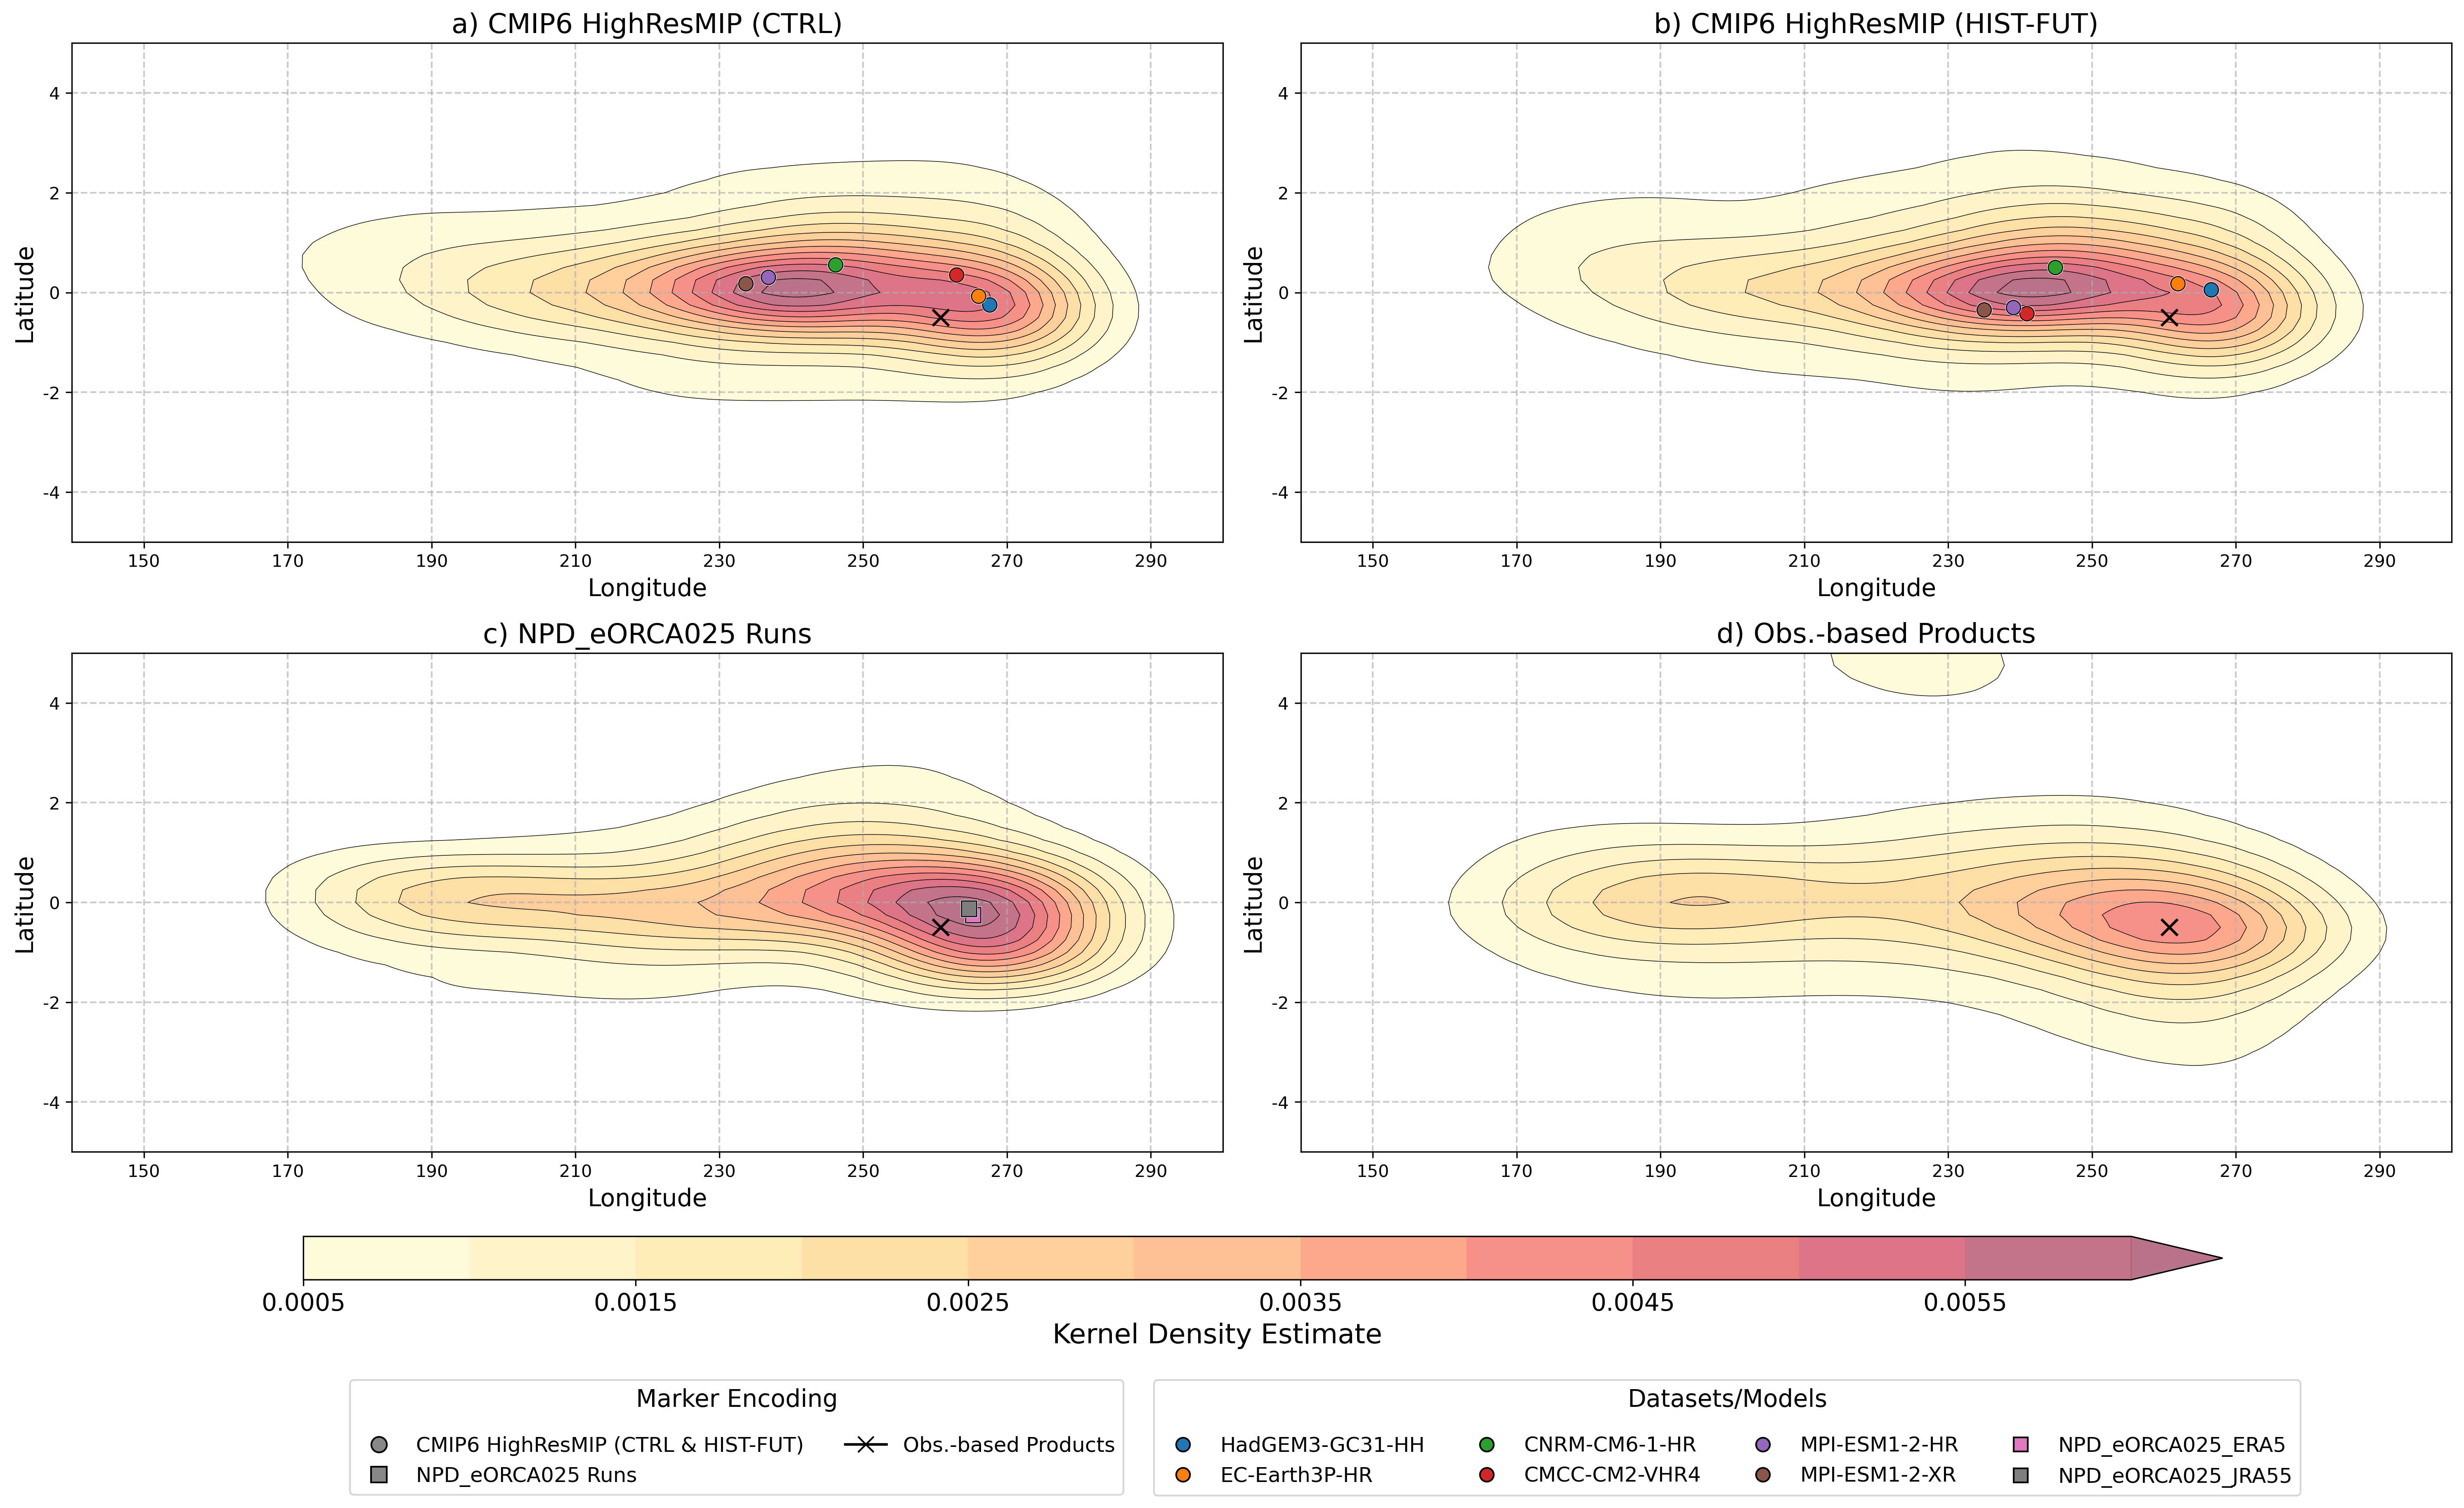 a) CMIP6 HighResMIP (CTRL)
4
2
0
-2
-4
Latitude
150 170 190 210 230 250 270 290
Longitude
b) CMIP6 HighResMIP (HIST-FUT)
4
2
0
-2
-4
Latitude
150 170 190 210 230 250 270 290
Longitude
c) NPD_eORCA025 Runs
4
2
0
-2
-4
Latitude
150 170 190 210 230 250 270 290
Longitude
d) Obs.-based Products
4
2
0
-2
-4
Latitude
150 170 190 210 230 250 270 290
Longitude
0.0005 0.0015 0.0025 0.0035 0.0045 0.0055
Kernel Density Estimate
Marker Encoding
CMIP6 HighResMIP (CTRL & HIST-FUT) Obs.-based Products
NPD_eORCA025 Runs
Datasets/Models
HadGEM3-GC31-HH CNRM-CM6-1-HR MPI-ESM1-2-HR NPD_eORCA025_ERA5
EC-Earth3P-HR CMCC-CM2-VHR4 MPI-ESM1-2-XR NPD_eORCA025_JRA55